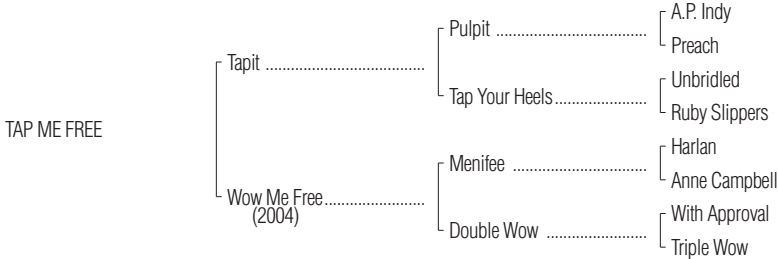 A.P. Indy
Pulpit ....................................
Preach
Tapit ......................................
Unbridled
Tap Your Heels......................
Ruby Slippers
TAP ME FREE
Harlan
Menifee ................................
Anne Campbell
Wow Me Free........................
(2004)
With Approval
Double Wow ........................
Triple Wow